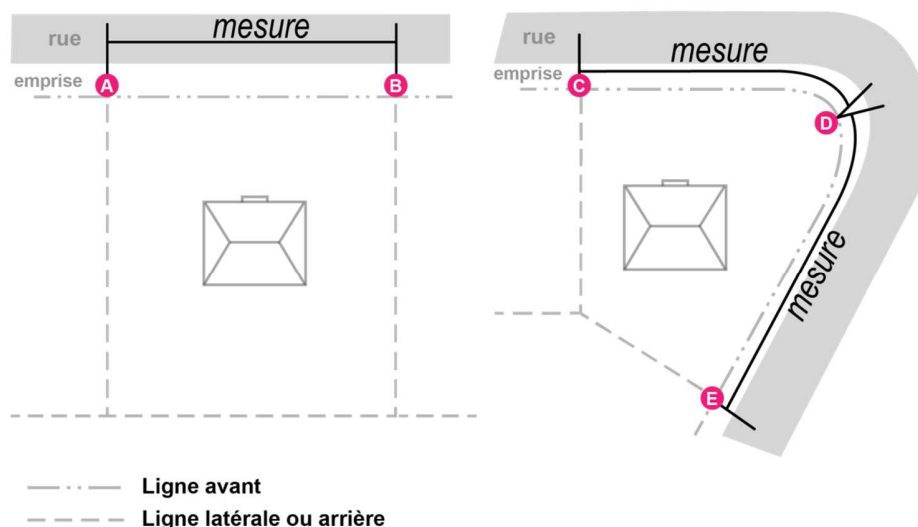 rue
mesure
emprise
A
B
rue
mesure
emprise
C
D
mesure
E
Ligne avant
Ligne latérale ou arrière